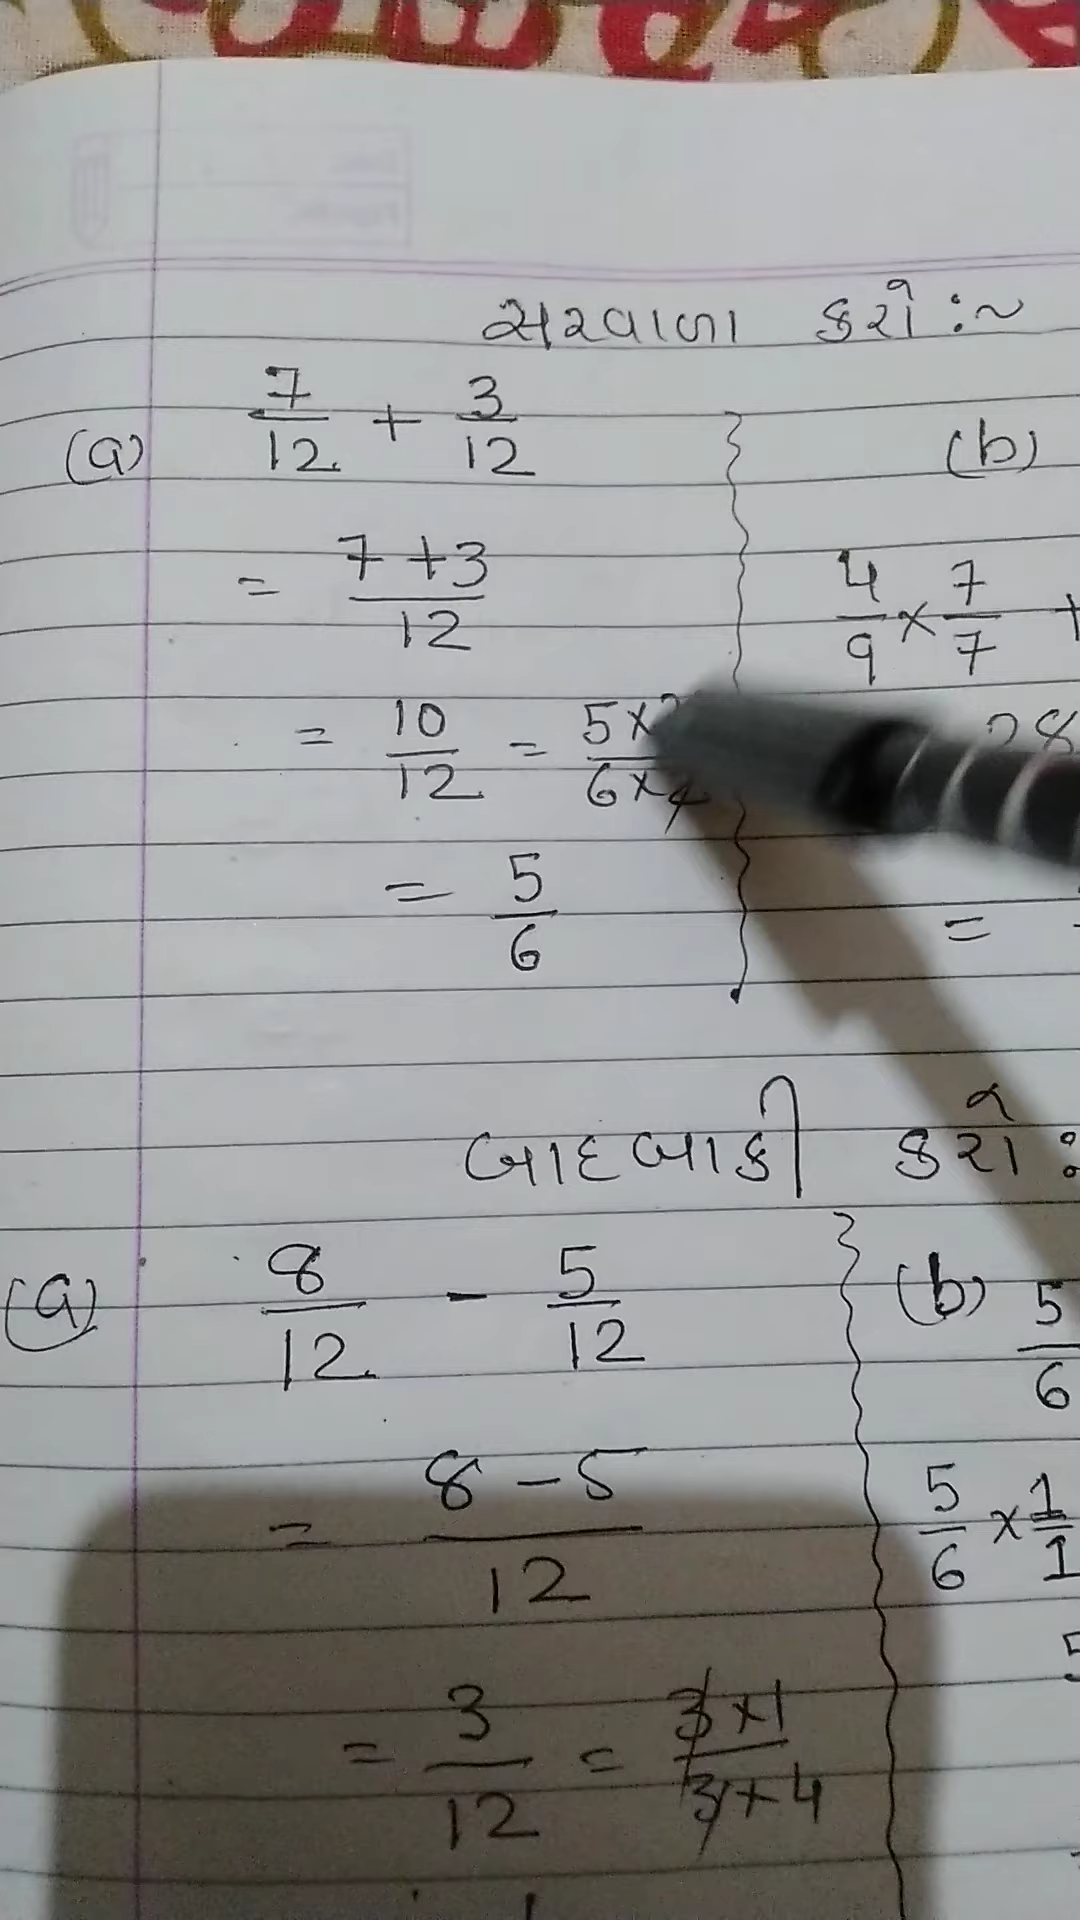 સરવાળા કરો :~
(a) 7/12 + 3/12
= 7+3/12
= 10/12 = 5×/6×
= 5/6
(b)
4/9 × 7/7 +
28
=
બાદબાકી કરો :
(a) 8/12 - 5/12
= 8-5/12
= 3/12 = 3×1/3×4
(b) 5/6
5/6 × 1/1
5